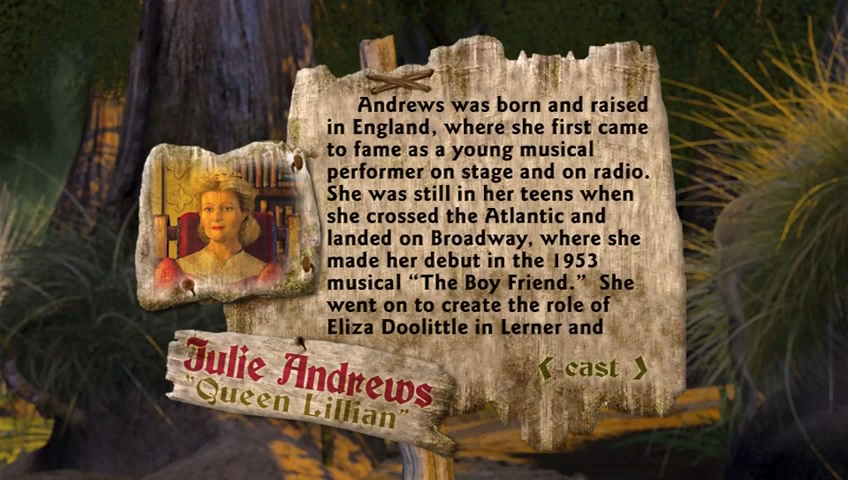 Andrews was born and raised
in England, where she first came
to fame as a young musical
performer on stage and on radio.
She was still in her teens when
she crossed the Atlantic and
landed on Broadway, where she
made her debut in the 1953
musical “The Boy Friend.” She
went on to create the role of
Eliza Doolittle in Lerner and
Julie Andrews
"Queen Lillian"
cast